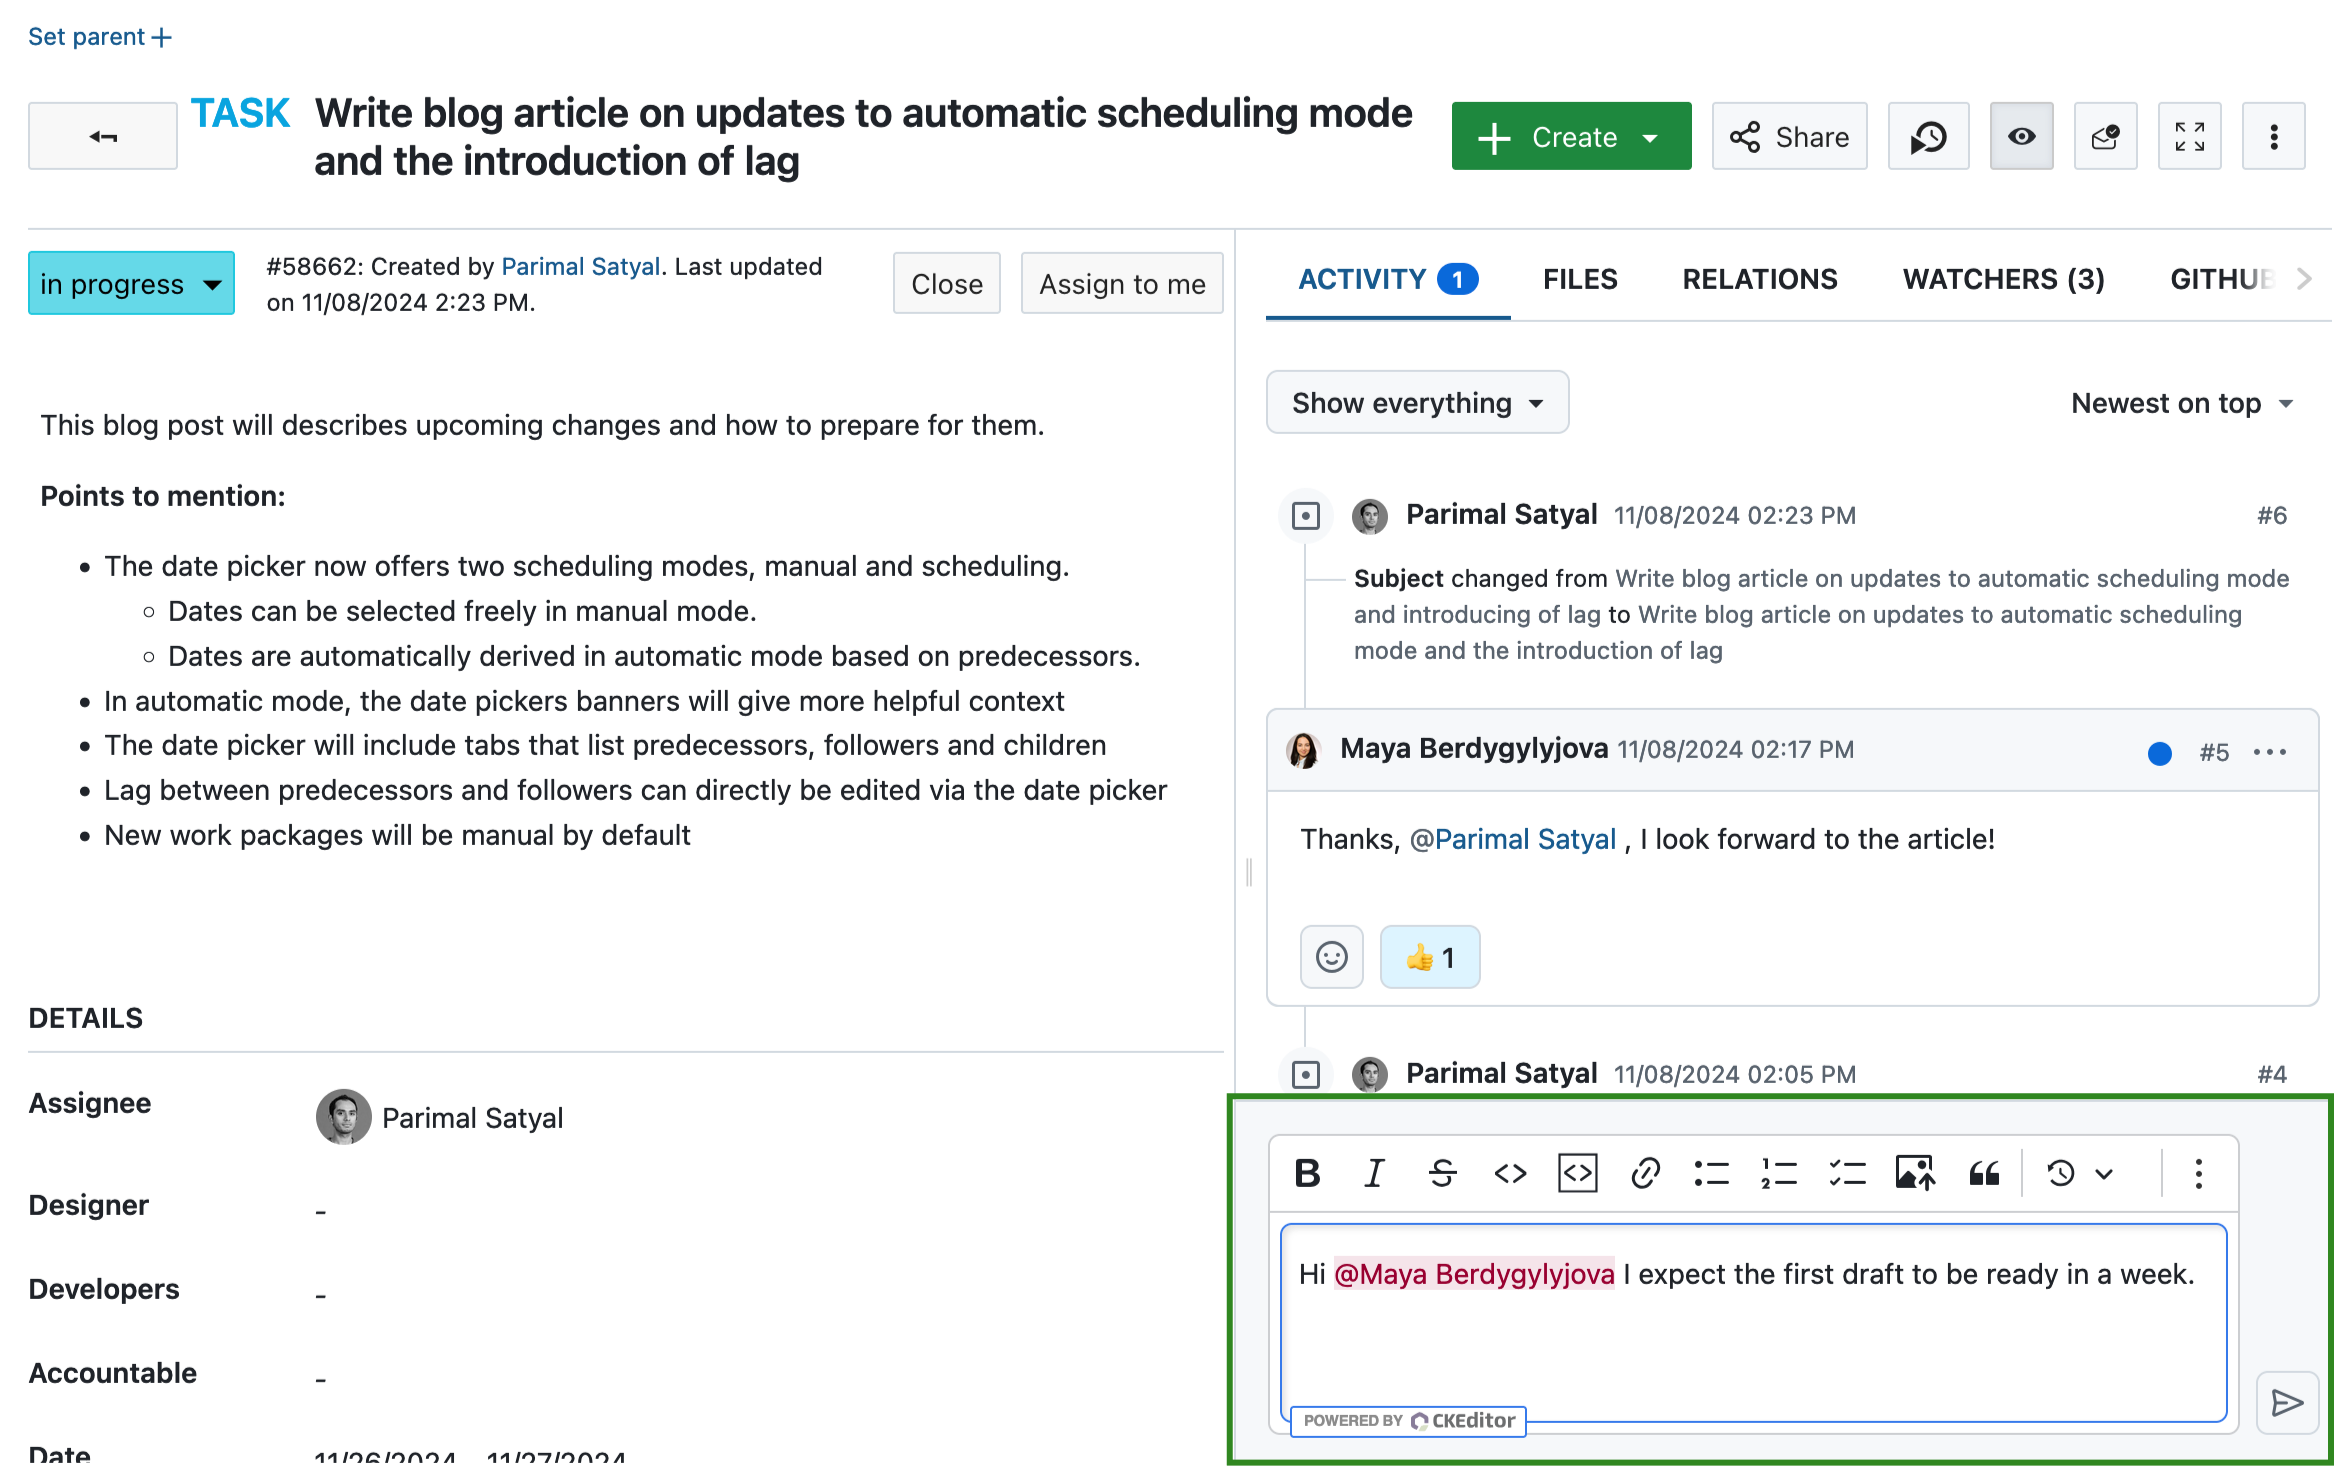 Set parent +
TASK Write blog article on updates to automatic scheduling mode
and the introduction of lag
Create
Share
in progress
#58662: Created by Parimal Satyal. Last updated
on 11/08/2024 2:23 PM.
Close
Assign to me
This blog post will describes upcoming changes and how to prepare for them.
Points to mention:
• The date picker now offers two scheduling modes, manual and scheduling.
◦ Dates can be selected freely in manual mode.
◦ Dates are automatically derived in automatic mode based on predecessors.
• In automatic mode, the date pickers banners will give more helpful context
• The date picker will include tabs that list predecessors, followers and children
• Lag between predecessors and followers can directly be edited via the date picker
• New work packages will be manual by default
DETAILS
Assignee Parimal Satyal
Designer -
Developers -
Accountable -
Date 11/26/2024 - 11/27/2024
ACTIVITY 1 FILES RELATIONS WATCHERS (3) GITHUB
Show everything
Newest on top
Parimal Satyal 11/08/2024 02:23 PM #6
Subject changed from Write blog article on updates to automatic scheduling mode
and introducing of lag to Write blog article on updates to automatic scheduling
mode and the introduction of lag
Maya Berdygylyjova 11/08/2024 02:17 PM #5
Thanks, @Parimal Satyal , I look forward to the article!
👍 1
Parimal Satyal 11/08/2024 02:05 PM #4
Hi @Maya Berdygylyjova I expect the first draft to be ready in a week.
POWERED BY CKEditor